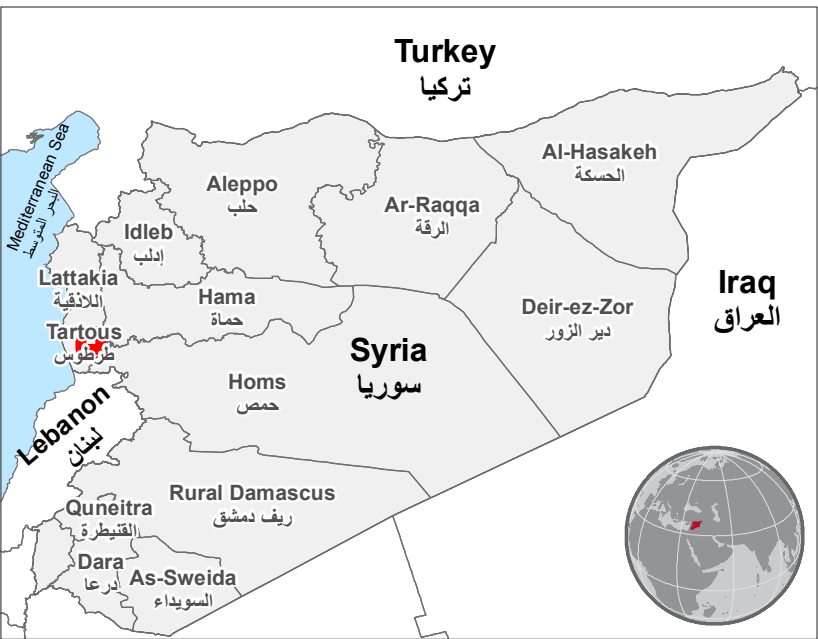 Turkey
تركيا
Mediterranean Sea
البحر المتوسط
Al-Hasakeh
الحسكة
Aleppo
حلب
Ar-Raqqa
الرقة
Idleb
إدلب
Lattakia
اللاذقية
Hama
حماة
Deir-ez-Zor
دير الزور
Iraq
العراق
Tartous
طرطوس
Syria
سوريا
Homs
حمص
Lebanon
لبنان
Rural Damascus
ريف دمشق
Quneitra
القنيطرة
Dara
درعا
As-Sweida
السويداء